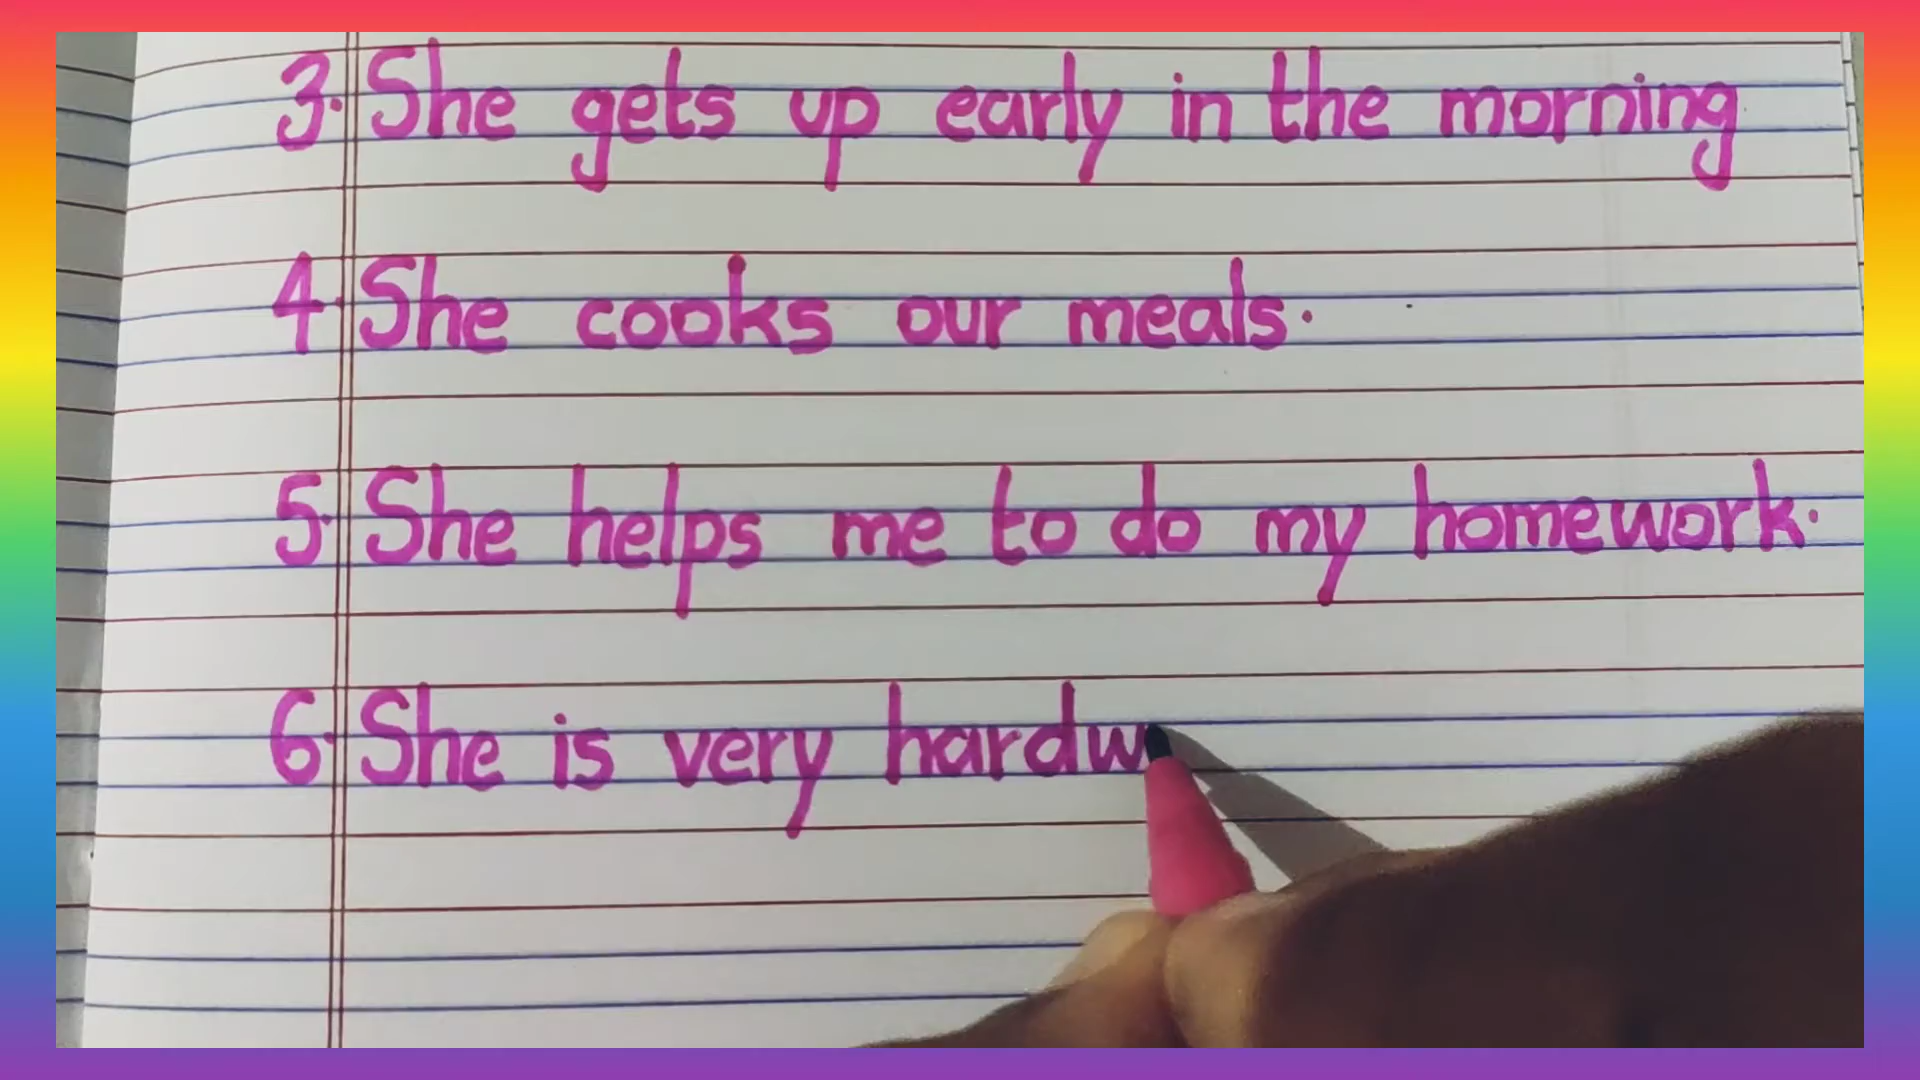 3. She gets up early in the morning
4. She cooks our meals.
5. She helps me to do my homework.
6. She is very hardw